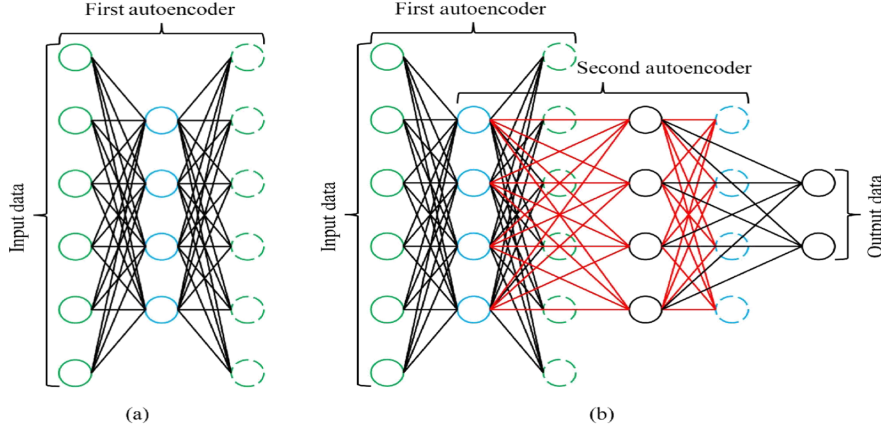 First autoencoder
Input data
(a)
First autoencoder
Second autoencoder
Input data
Output data
(b)